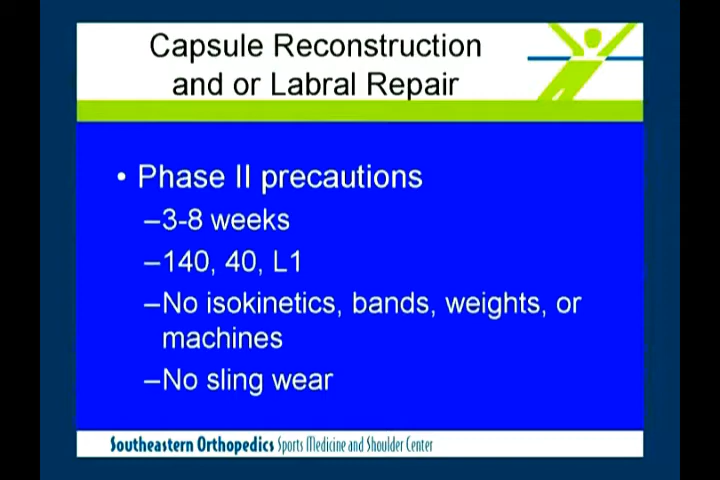 Capsule Reconstruction
and or Labral Repair
• Phase II precautions
–3-8 weeks
–140, 40, L1
–No isokinetics, bands, weights, or
machines
–No sling wear
Southeastern Orthopedics Sports Medicine and Shoulder Center